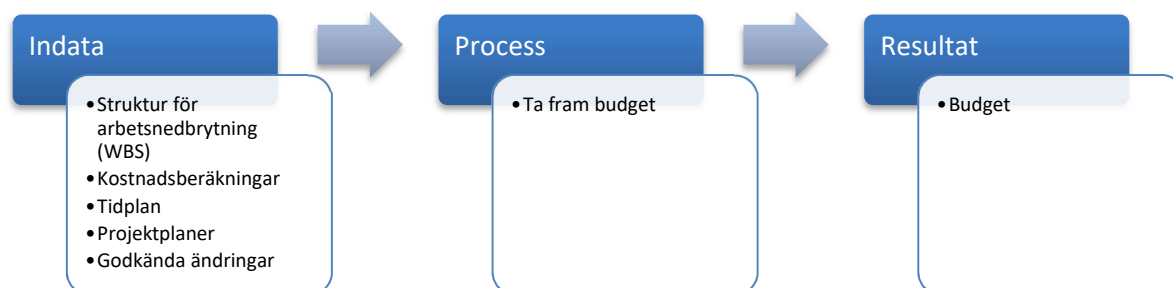 Indata
•Struktur för
arbetsnedbrytning
(WBS)
•Kostnadsberäkningar
•Tidplan
•Projektplaner
•Godkända ändringar
Process
•Ta fram budget
Resultat
•Budget